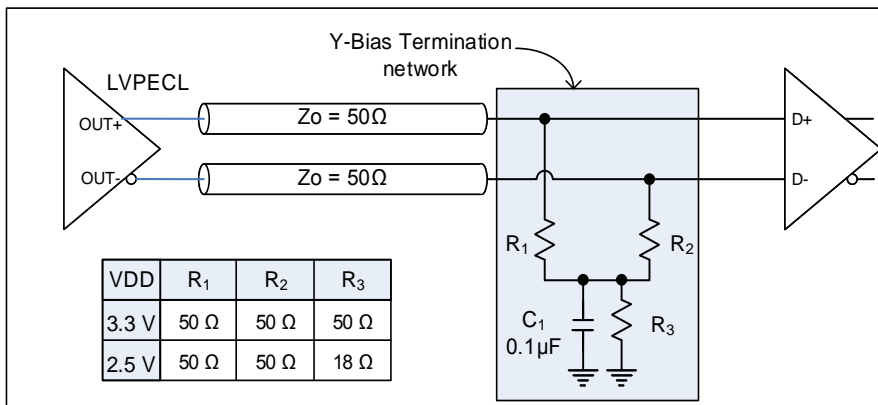 Y-Bias Termination
network
LVPECL
OUT+
Zo = 50Ω
D+
OUT-
Zo = 50Ω
D-
R1
R2
VDD R1 R2 R3
3.3 V 50 Ω 50 Ω 50 Ω
2.5 V 50 Ω 50 Ω 18 Ω
C1
0.1µF
R3